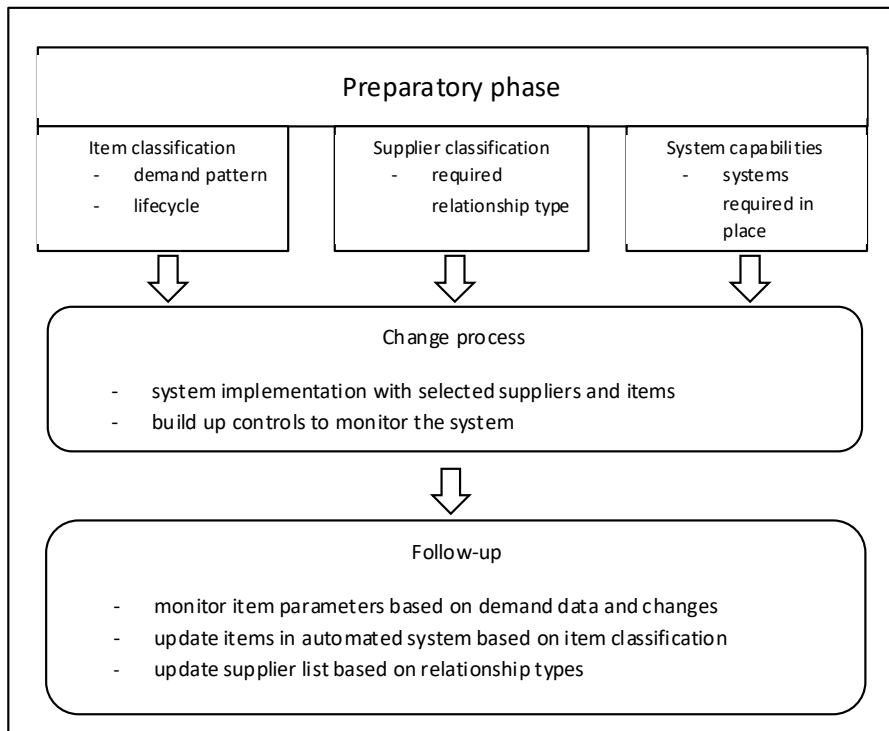 Preparatory phase
Item classification
- demand pattern
- lifecycle
Supplier classification
- required
relationship type
System capabilities
- systems
required in
place
Change process
- system implementation with selected suppliers and items
- build up controls to monitor the system
Follow-up
- monitor item parameters based on demand data and changes
- update items in automated system based on item classification
- update supplier list based on relationship types